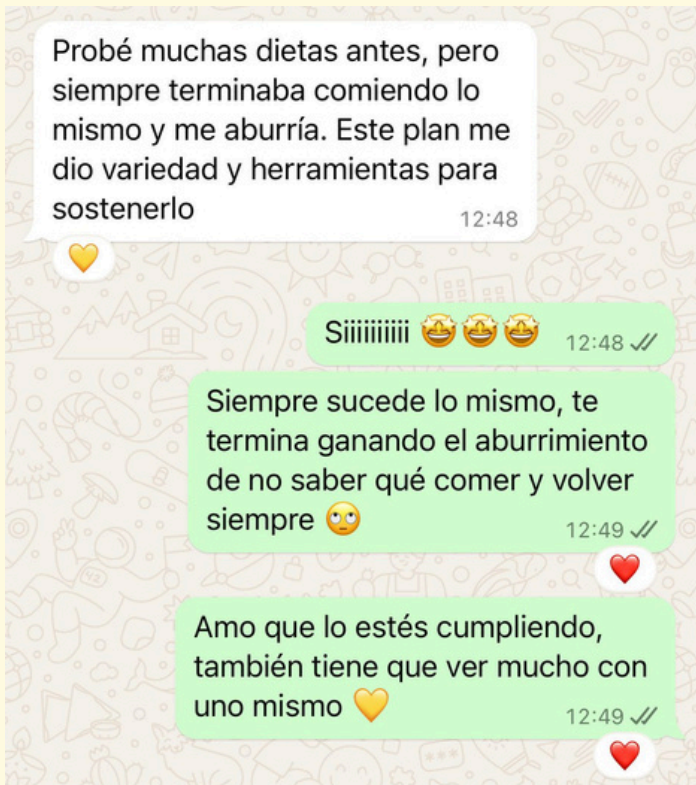 Probé muchas dietas antes, pero
siempre terminaba comiendo lo
mismo y me aburría. Este plan me
dio variedad y herramientas para
sostenerlo
12:48
💛
Siiiiiiiiii 🤩🤩🤩
12:48
Siempre sucede lo mismo, te
termina ganando el aburrimiento
de no saber qué comer y volver
siempre 🙄
12:49
❤️
Amo que lo estés cumpliendo,
también tiene que ver mucho con
uno mismo 💛
12:49
❤️